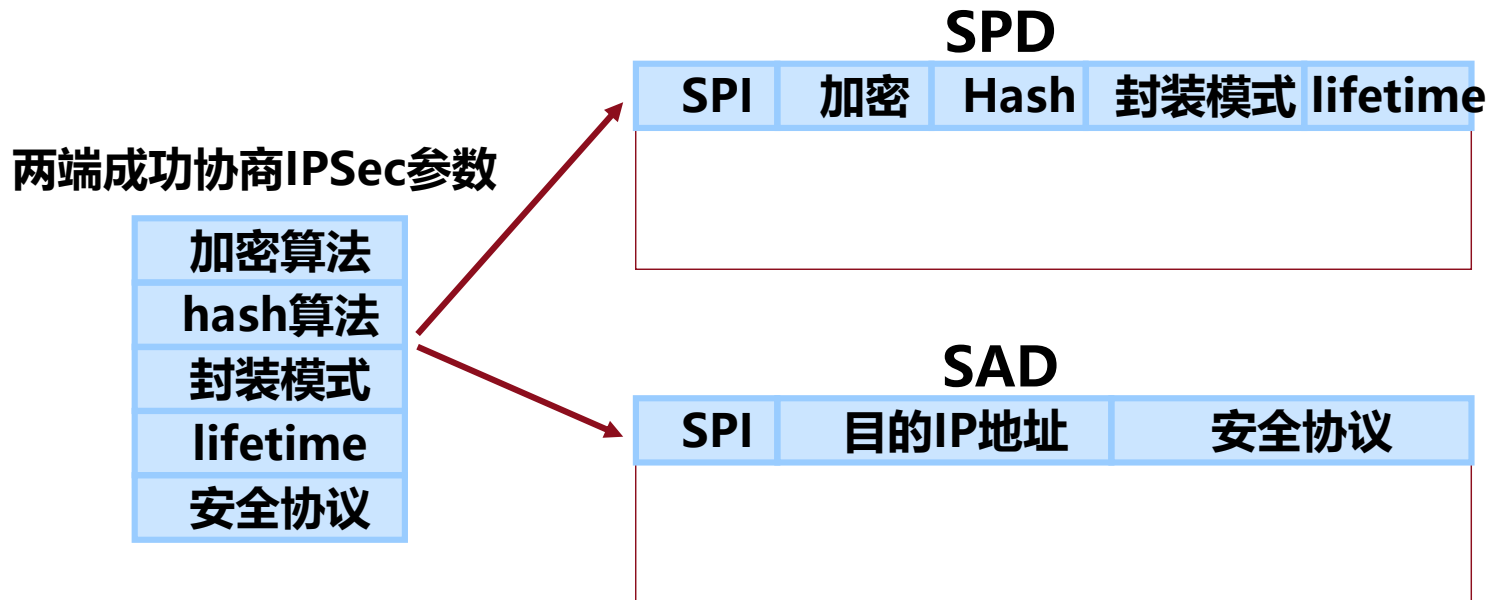 两端成功协商IPSec参数
加密算法
hash算法
封装模式
lifetime
安全协议
SPD
SPI 加密 Hash 封装模式 lifetime
SAD
SPI 目的IP地址 安全协议